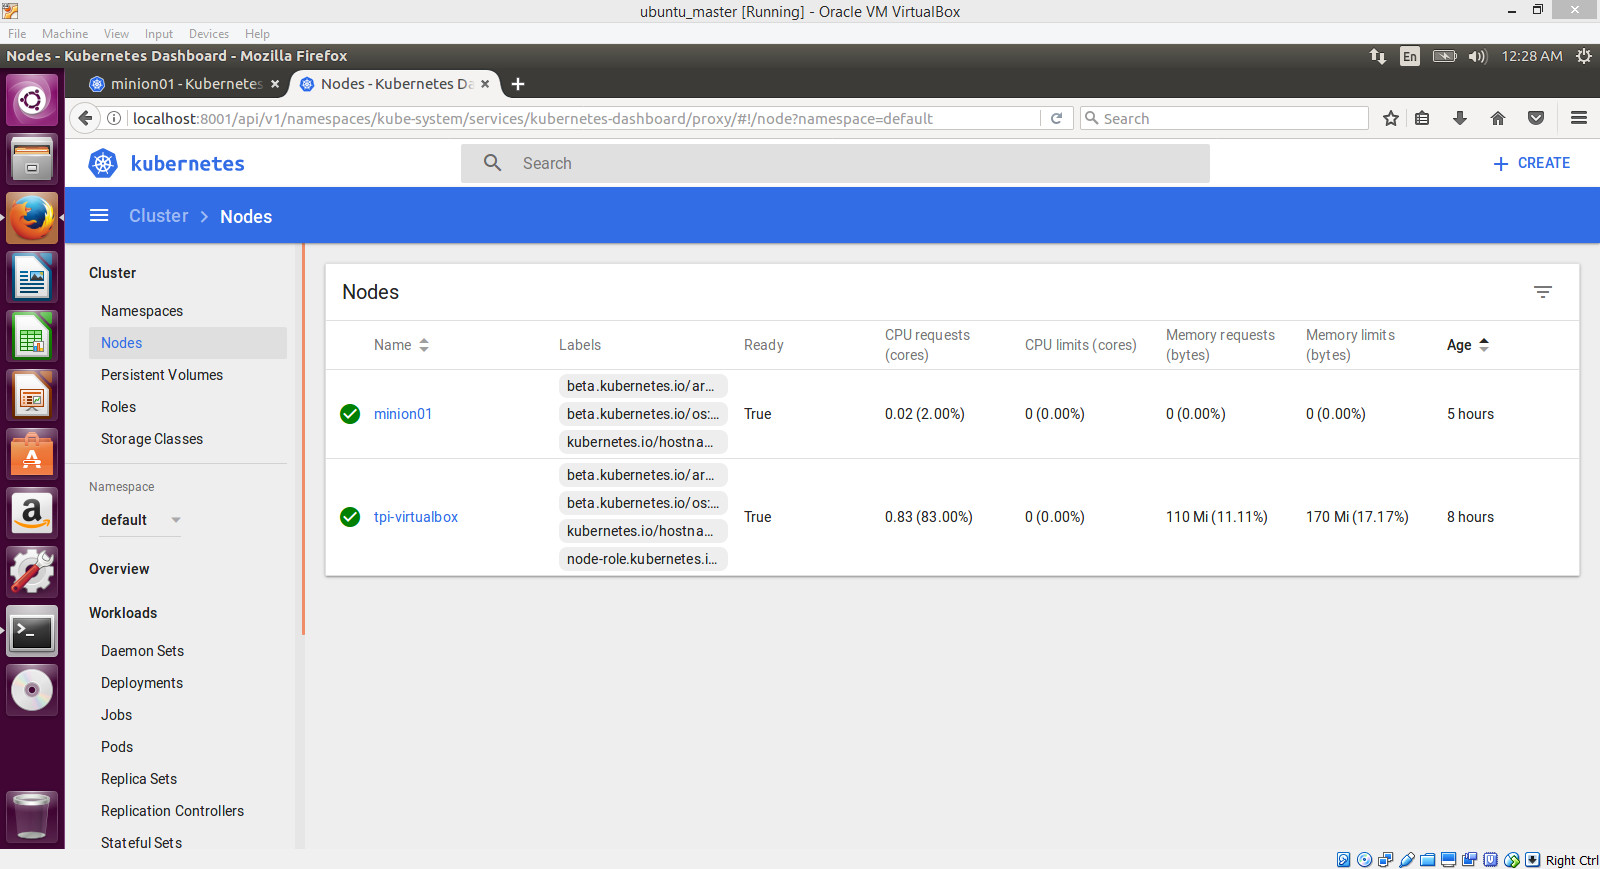 ubuntu_master [Running] - Oracle VM VirtualBox
File Machine View Input Devices Help
Nodes - Kubernetes Dashboard - Mozilla Firefox
En
12:28 AM
minion01 - Kubernetes
Nodes - Kubernetes Da
localhost:8001/api/v1/namespaces/kube-system/services/kubernetes-dashboard/proxy/#!/node?namespace=default
Search
kubernetes
Search
CREATE
Cluster
Nodes
Cluster
Namespaces
Nodes
Persistent Volumes
Roles
Storage Classes
Namespace
default
Overview
Workloads
Daemon Sets
Deployments
Jobs
Pods
Replica Sets
Replication Controllers
Stateful Sets
Nodes
Name
Labels
Ready
CPU requests
(cores)
CPU limits (cores)
Memory requests
(bytes)
Memory limits
(bytes)
Age
minion01
beta.kubernetes.io/ar...
beta.kubernetes.io/os:...
kubernetes.io/hostna...
True
0.02 (2.00%)
0 (0.00%)
0 (0.00%)
0 (0.00%)
5 hours
tpi-virtualbox
beta.kubernetes.io/ar...
beta.kubernetes.io/os:...
kubernetes.io/hostna...
node-role.kubernetes.i...
True
0.83 (83.00%)
0 (0.00%)
110 Mi (11.11%)
170 Mi (17.17%)
8 hours
Right Ctrl